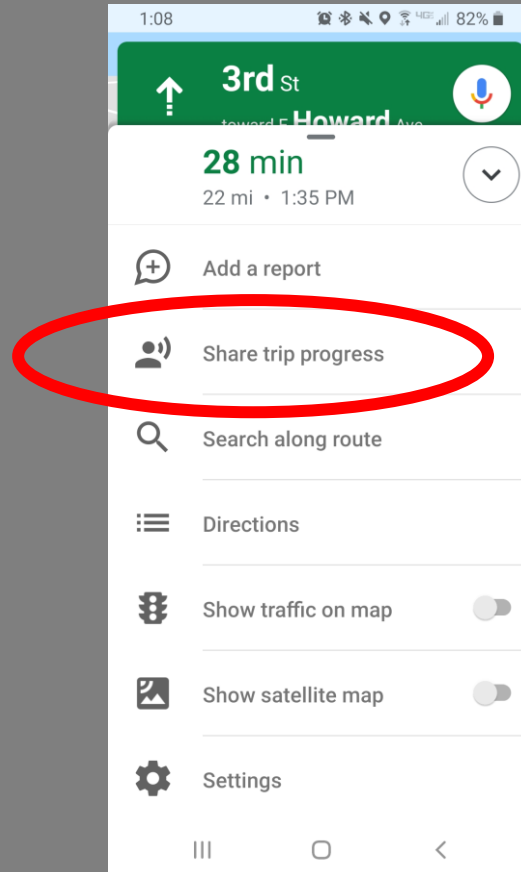 1:08 4GE 82%
3rd St
toward E Howard Ave
28 min
22 mi • 1:35 PM
Add a report
Share trip progress
Search along route
Directions
Show traffic on map
Show satellite map
Settings